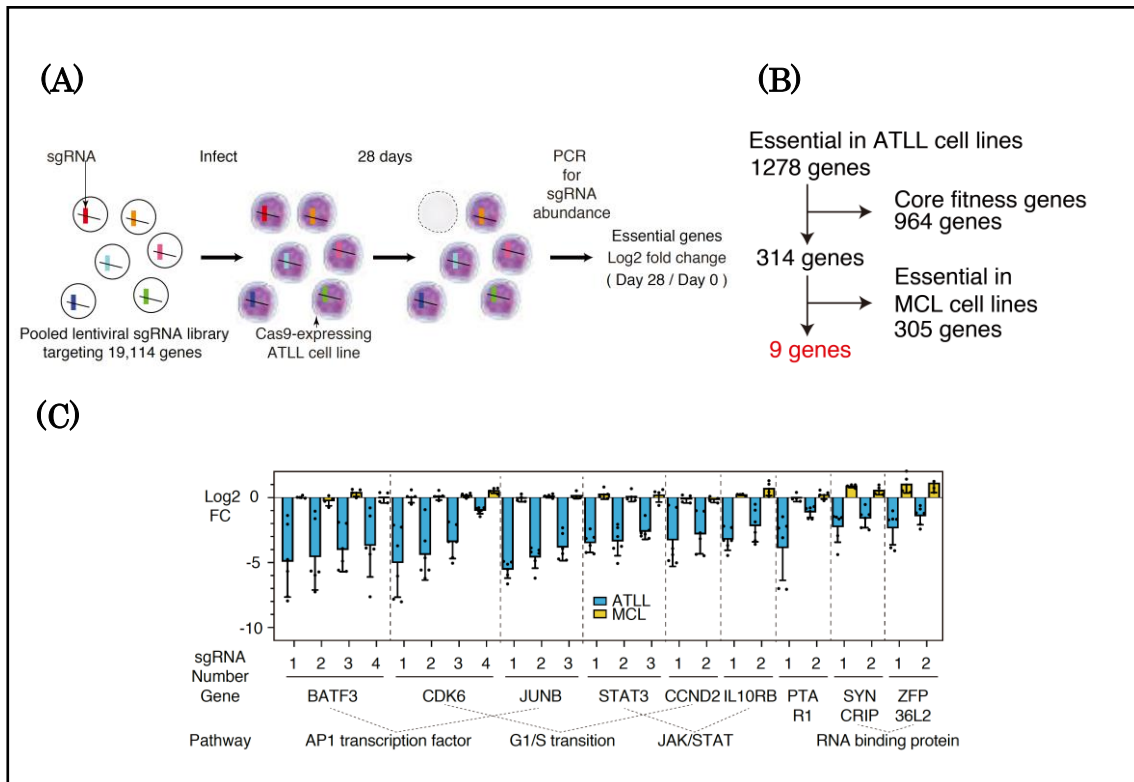 (A)
sgRNA
Infect
28 days
PCR
for
sgRNA
abundance
Essential genes
Log2 fold change
( Day 28 / Day 0 )
Pooled lentiviral sgRNA library
targeting 19,114 genes
Cas9-expressing
ATLL cell line
(B)
Essential in ATLL cell lines
1278 genes
Core fitness genes
964 genes
314 genes
Essential in
MCL cell lines
305 genes
9 genes
(C)
Log2
FC
0
-5
-10
ATLL
MCL
sgRNA
Number
1 2 3 4 1 2 3 4 1 2 3 1 2 3 1 2 1 2 1 2 1 2 1 2
Gene
BATF3 CDK6 JUNB STAT3 CCND2 IL10RB PTA SYN ZFP
R1 CRIP 36L2
Pathway
AP1 transcription factor G1/S transition JAK/STAT RNA binding protein